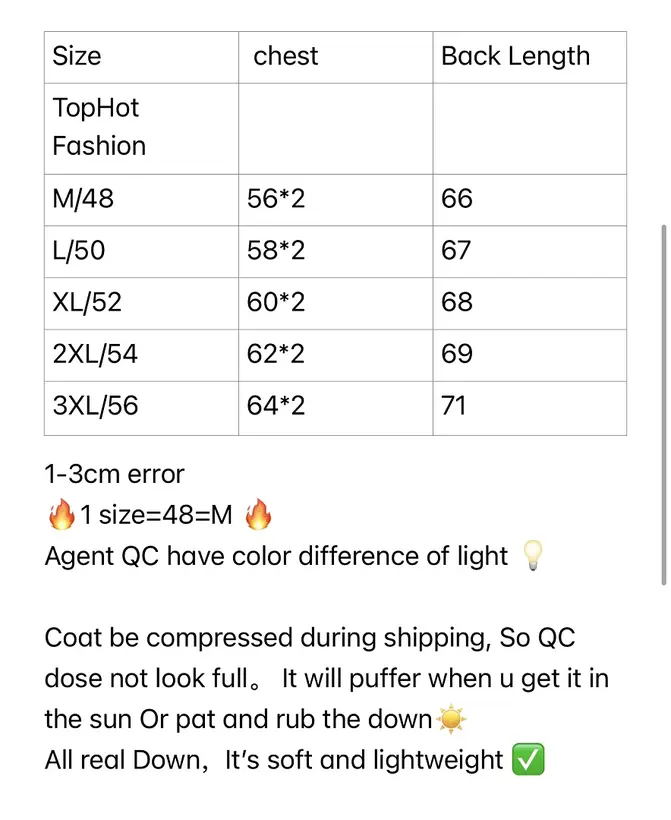 Size chest Back Length
TopHot
Fashion
M/48 56*2 66
L/50 58*2 67
XL/52 60*2 68
2XL/54 62*2 69
3XL/56 64*2 71
1-3cm error
🔥1 size=48=M 🔥
Agent QC have color difference of light 💡
Coat be compressed during shipping, So QC
dose not look full。 It will puffer when u get it in
the sun Or pat and rub the down☀️
All real Down，It’s soft and lightweight ✅